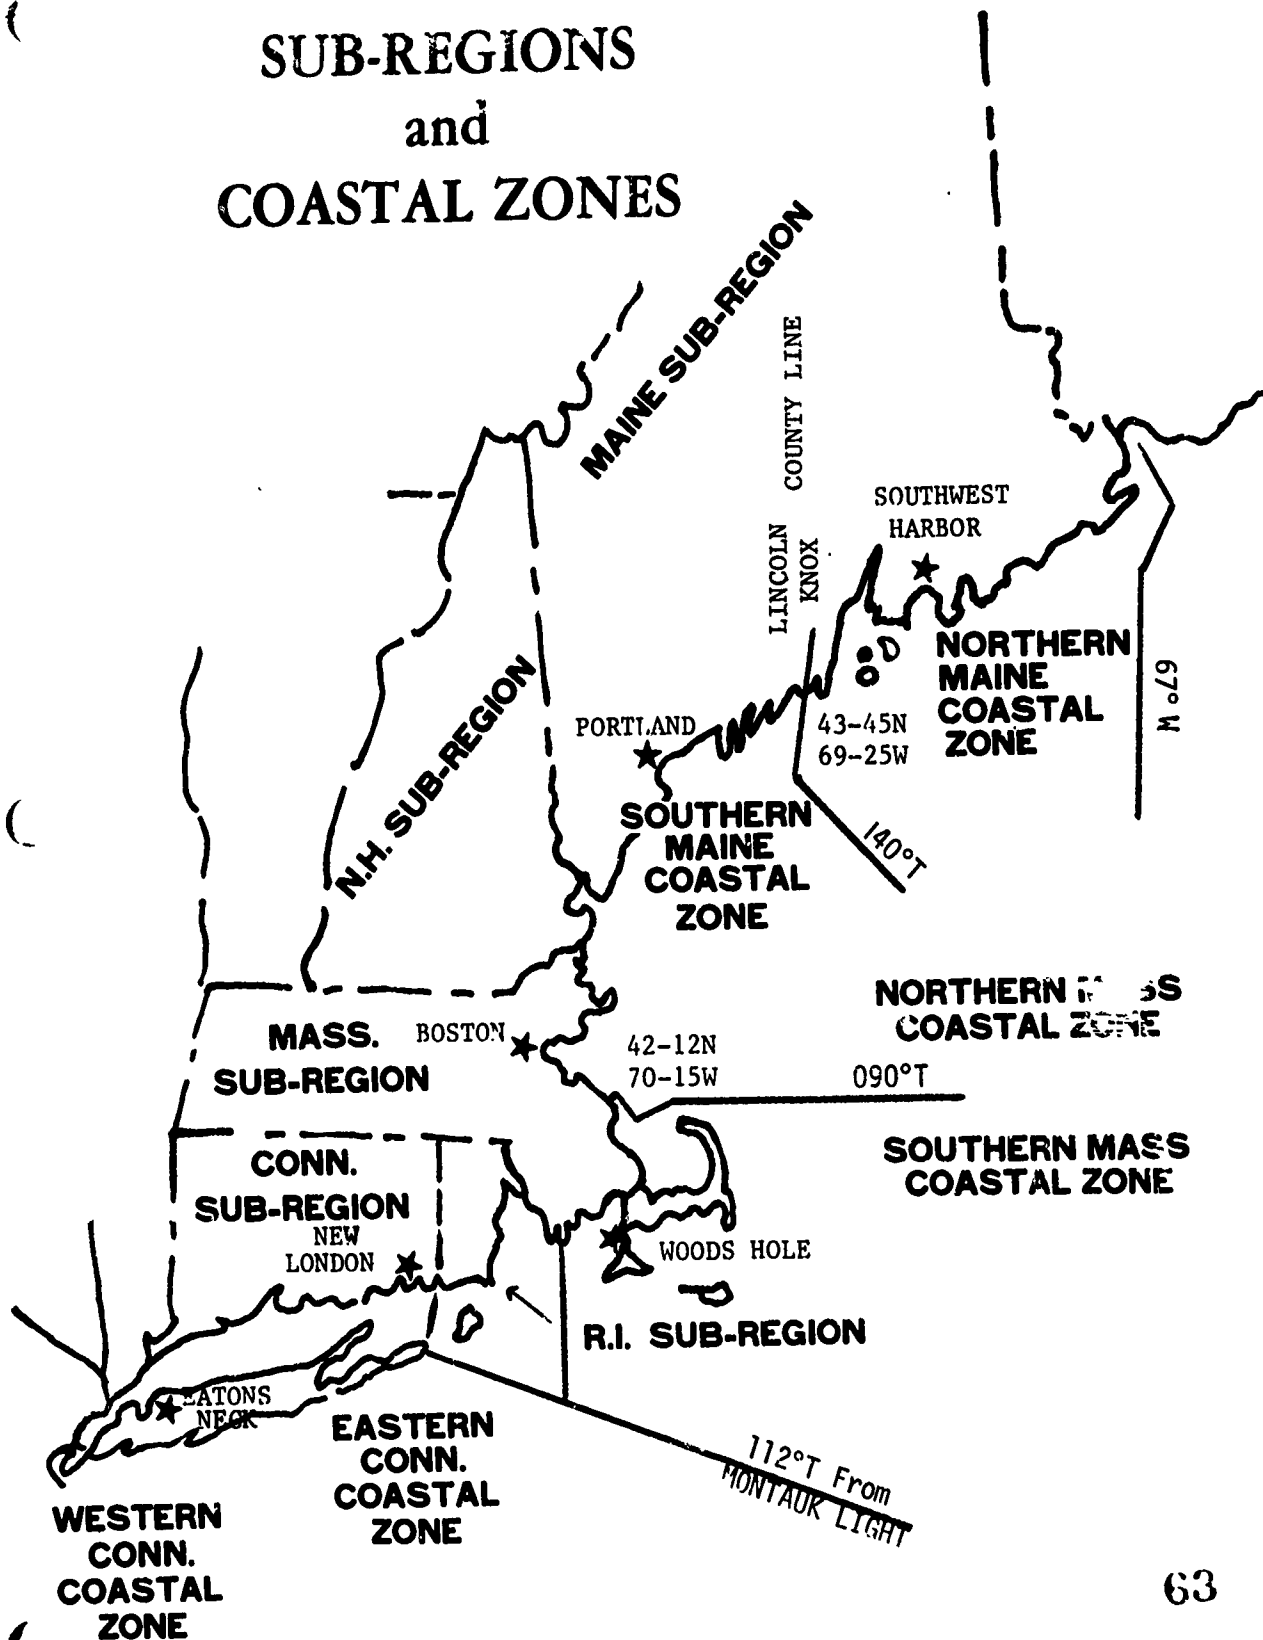 SUB-REGIONS
and
COASTAL ZONES
MAINE SUB-REGION
LINCOLN COUNTY LINE
KNOX
SOUTHWEST
HARBOR
NORTHERN
MAINE
COASTAL
ZONE
67° W
N.H. SUB-REGION
PORTLAND
43-45N
69-25W
SOUTHERN
MAINE
COASTAL
ZONE
140°T
NORTHERN MASS
COASTAL ZONE
MASS.
SUB-REGION
BOSTON
42-12N
70-15W
090°T
SOUTHERN MASS
COASTAL ZONE
CONN.
SUB-REGION
NEW
LONDON
WOODS HOLE
R.I. SUB-REGION
EATONS
NECK
EASTERN
CONN.
COASTAL
ZONE
112°T From
MONTAUK LIGHT
WESTERN
CONN.
COASTAL
ZONE
63